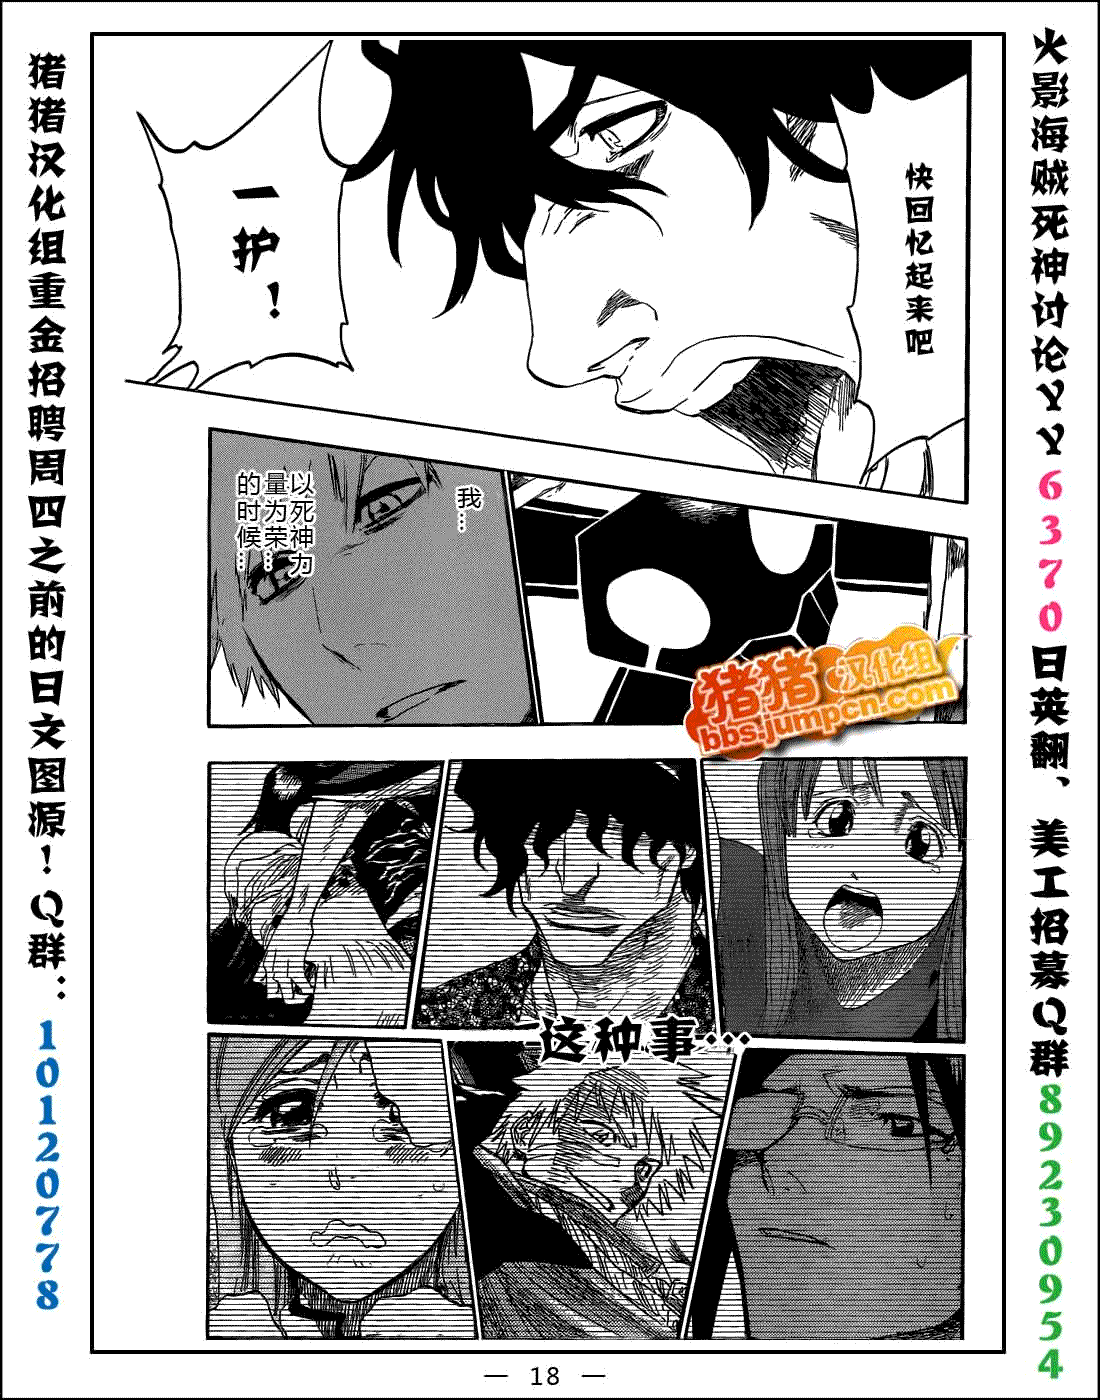 猪猪汉化组重金招聘周四之前的日文图源！Q群：101207778
快回忆起来吧
一护！
我…
以死神力
量为荣…
的时候…
猪猪汉化组
bbs.jumpcn.com
这种事…
火影海贼死神讨论YY6370日英翻、美工招募Q群89230954
— 18 —